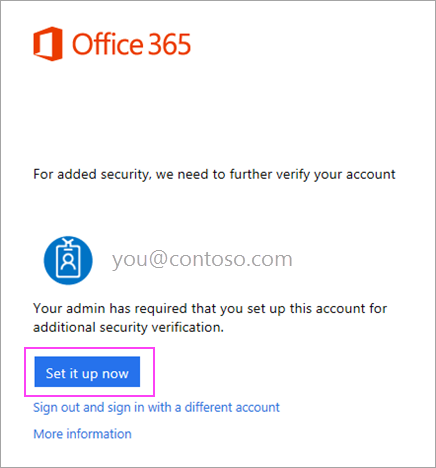 Office 365
For added security, we need to further verify your account
you@contoso.com
Your admin has required that you set up this account for
additional security verification.
Set it up now
Sign out and sign in with a different account
More information